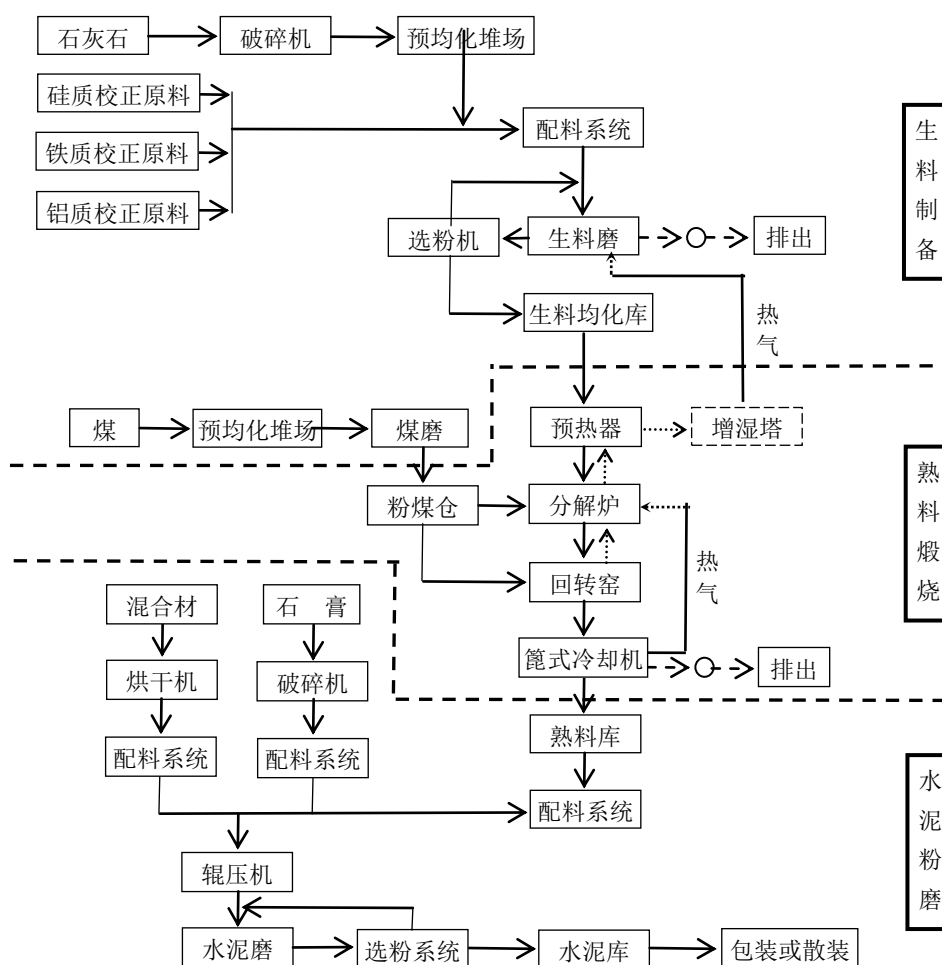 石灰石
破碎机
预均化堆场
硅质校正原料
铁质校正原料
铝质校正原料
配料系统
选粉机
生料磨
排出
生料均化库
热气
生料制备
煤
预均化堆场
煤磨
预热器
增湿塔
粉煤仓
分解炉
回转窑
热气
篦式冷却机
排出
熟料煅烧
混合材
石 膏
烘干机
破碎机
配料系统
配料系统
熟料库
配料系统
辊压机
水泥磨
选粉系统
水泥库
包装或散装
水泥粉磨